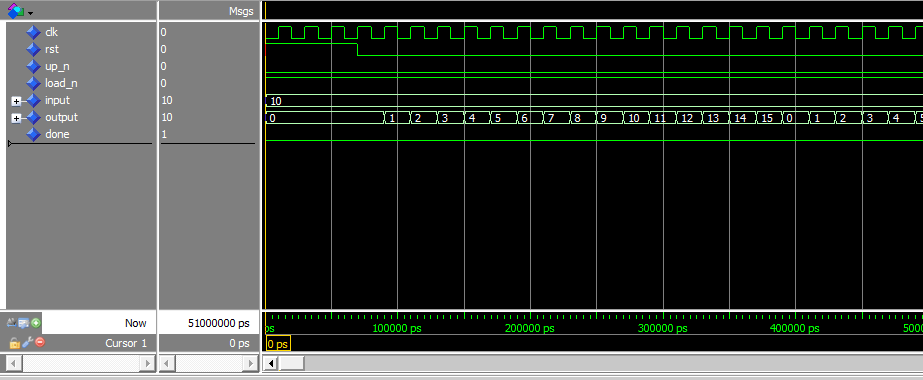 Msgs
clk 0
rst 0
up_n 0
load_n 0
input 10 10
output 10 0 1 2 3 4 5 6 7 8 9 10 11 12 13 14 15 0 1 2 3 4 5
done 1
Now 51000000 ps ps 100000 ps 200000 ps 300000 ps 400000 ps 5000
Cursor 1 0 ps 0 ps